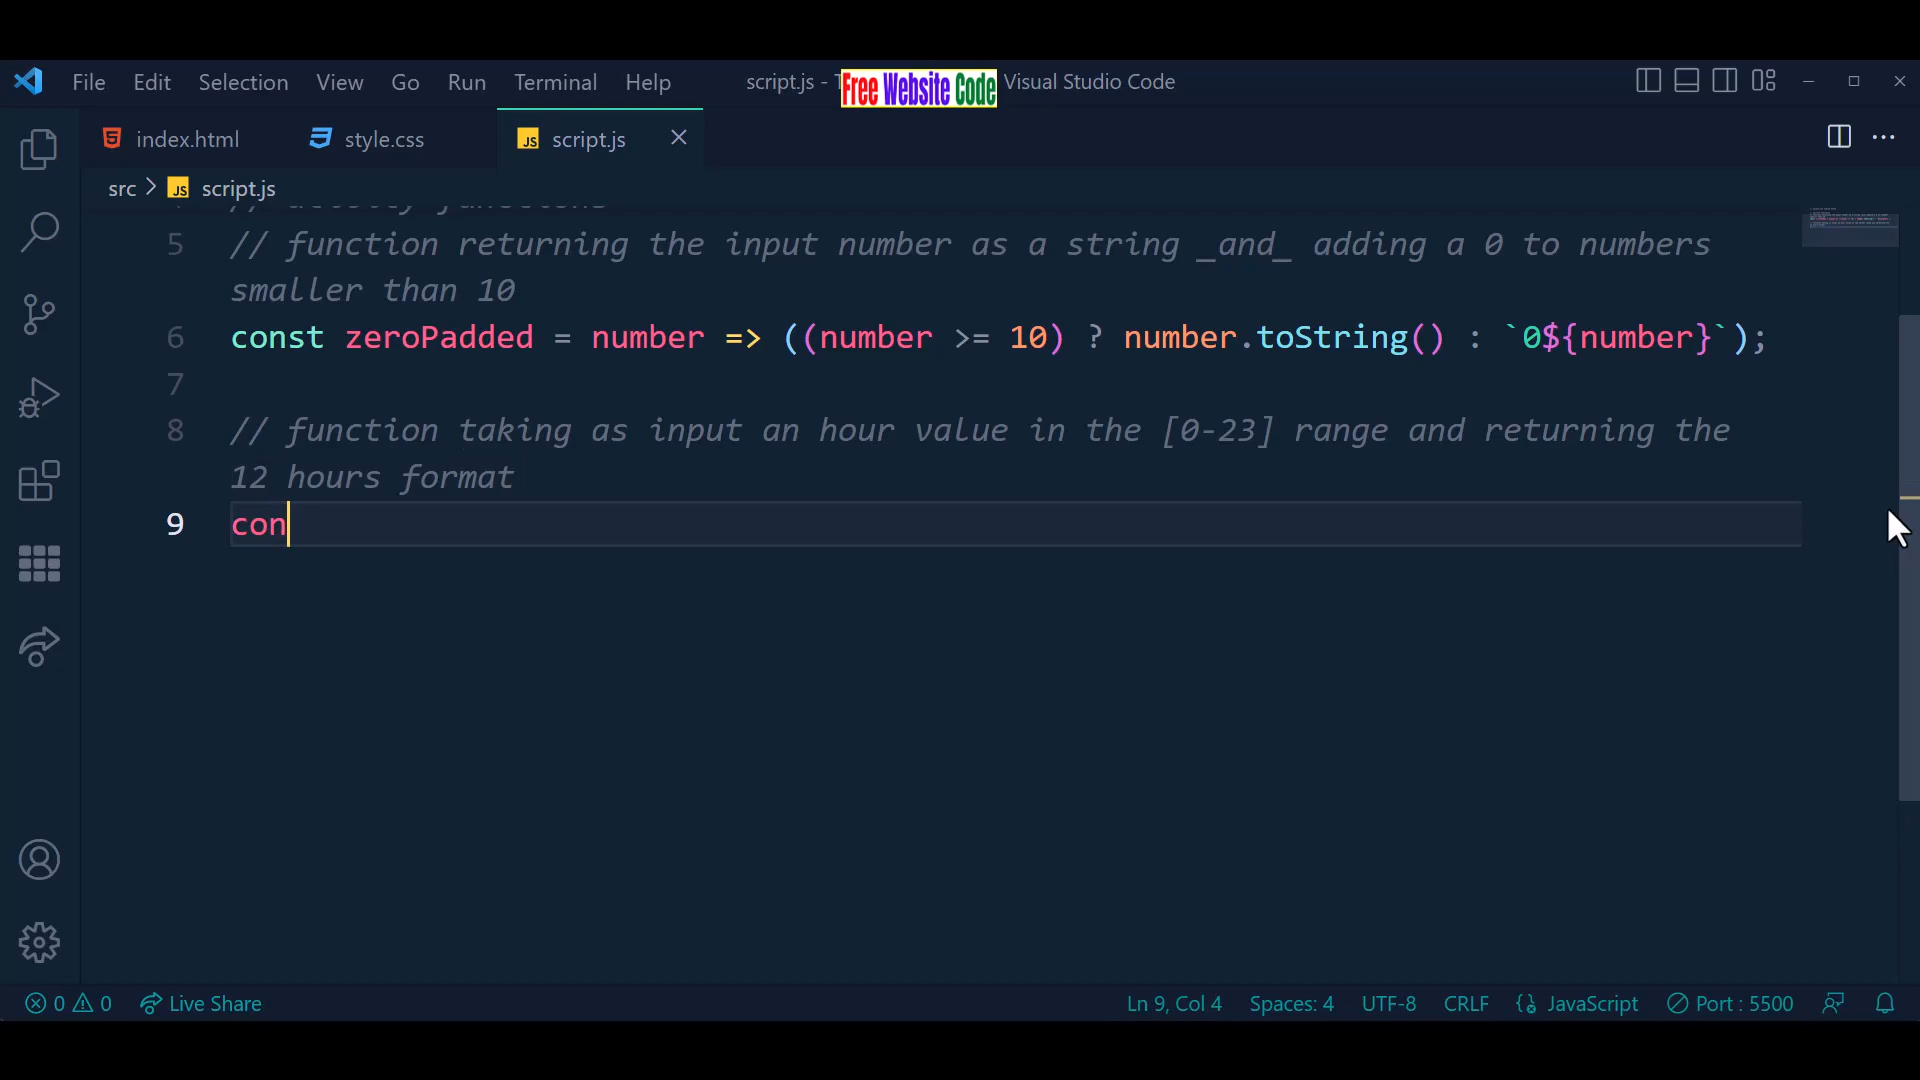 File Edit Selection View Go Run Terminal Help script.js - Free Website Code Visual Studio Code
index.html style.css JS script.js
src > JS script.js
5 // function returning the input number as a string _and_ adding a 0 to numbers
smaller than 10
6 const zeroPadded = number => ((number >= 10) ? number.toString() : `0${number}`);
7
8 // function taking as input an hour value in the [0-23] range and returning the
12 hours format
9 con
0 0 Live Share Ln 9, Col 4 Spaces: 4 UTF-8 CRLF JavaScript Port : 5500